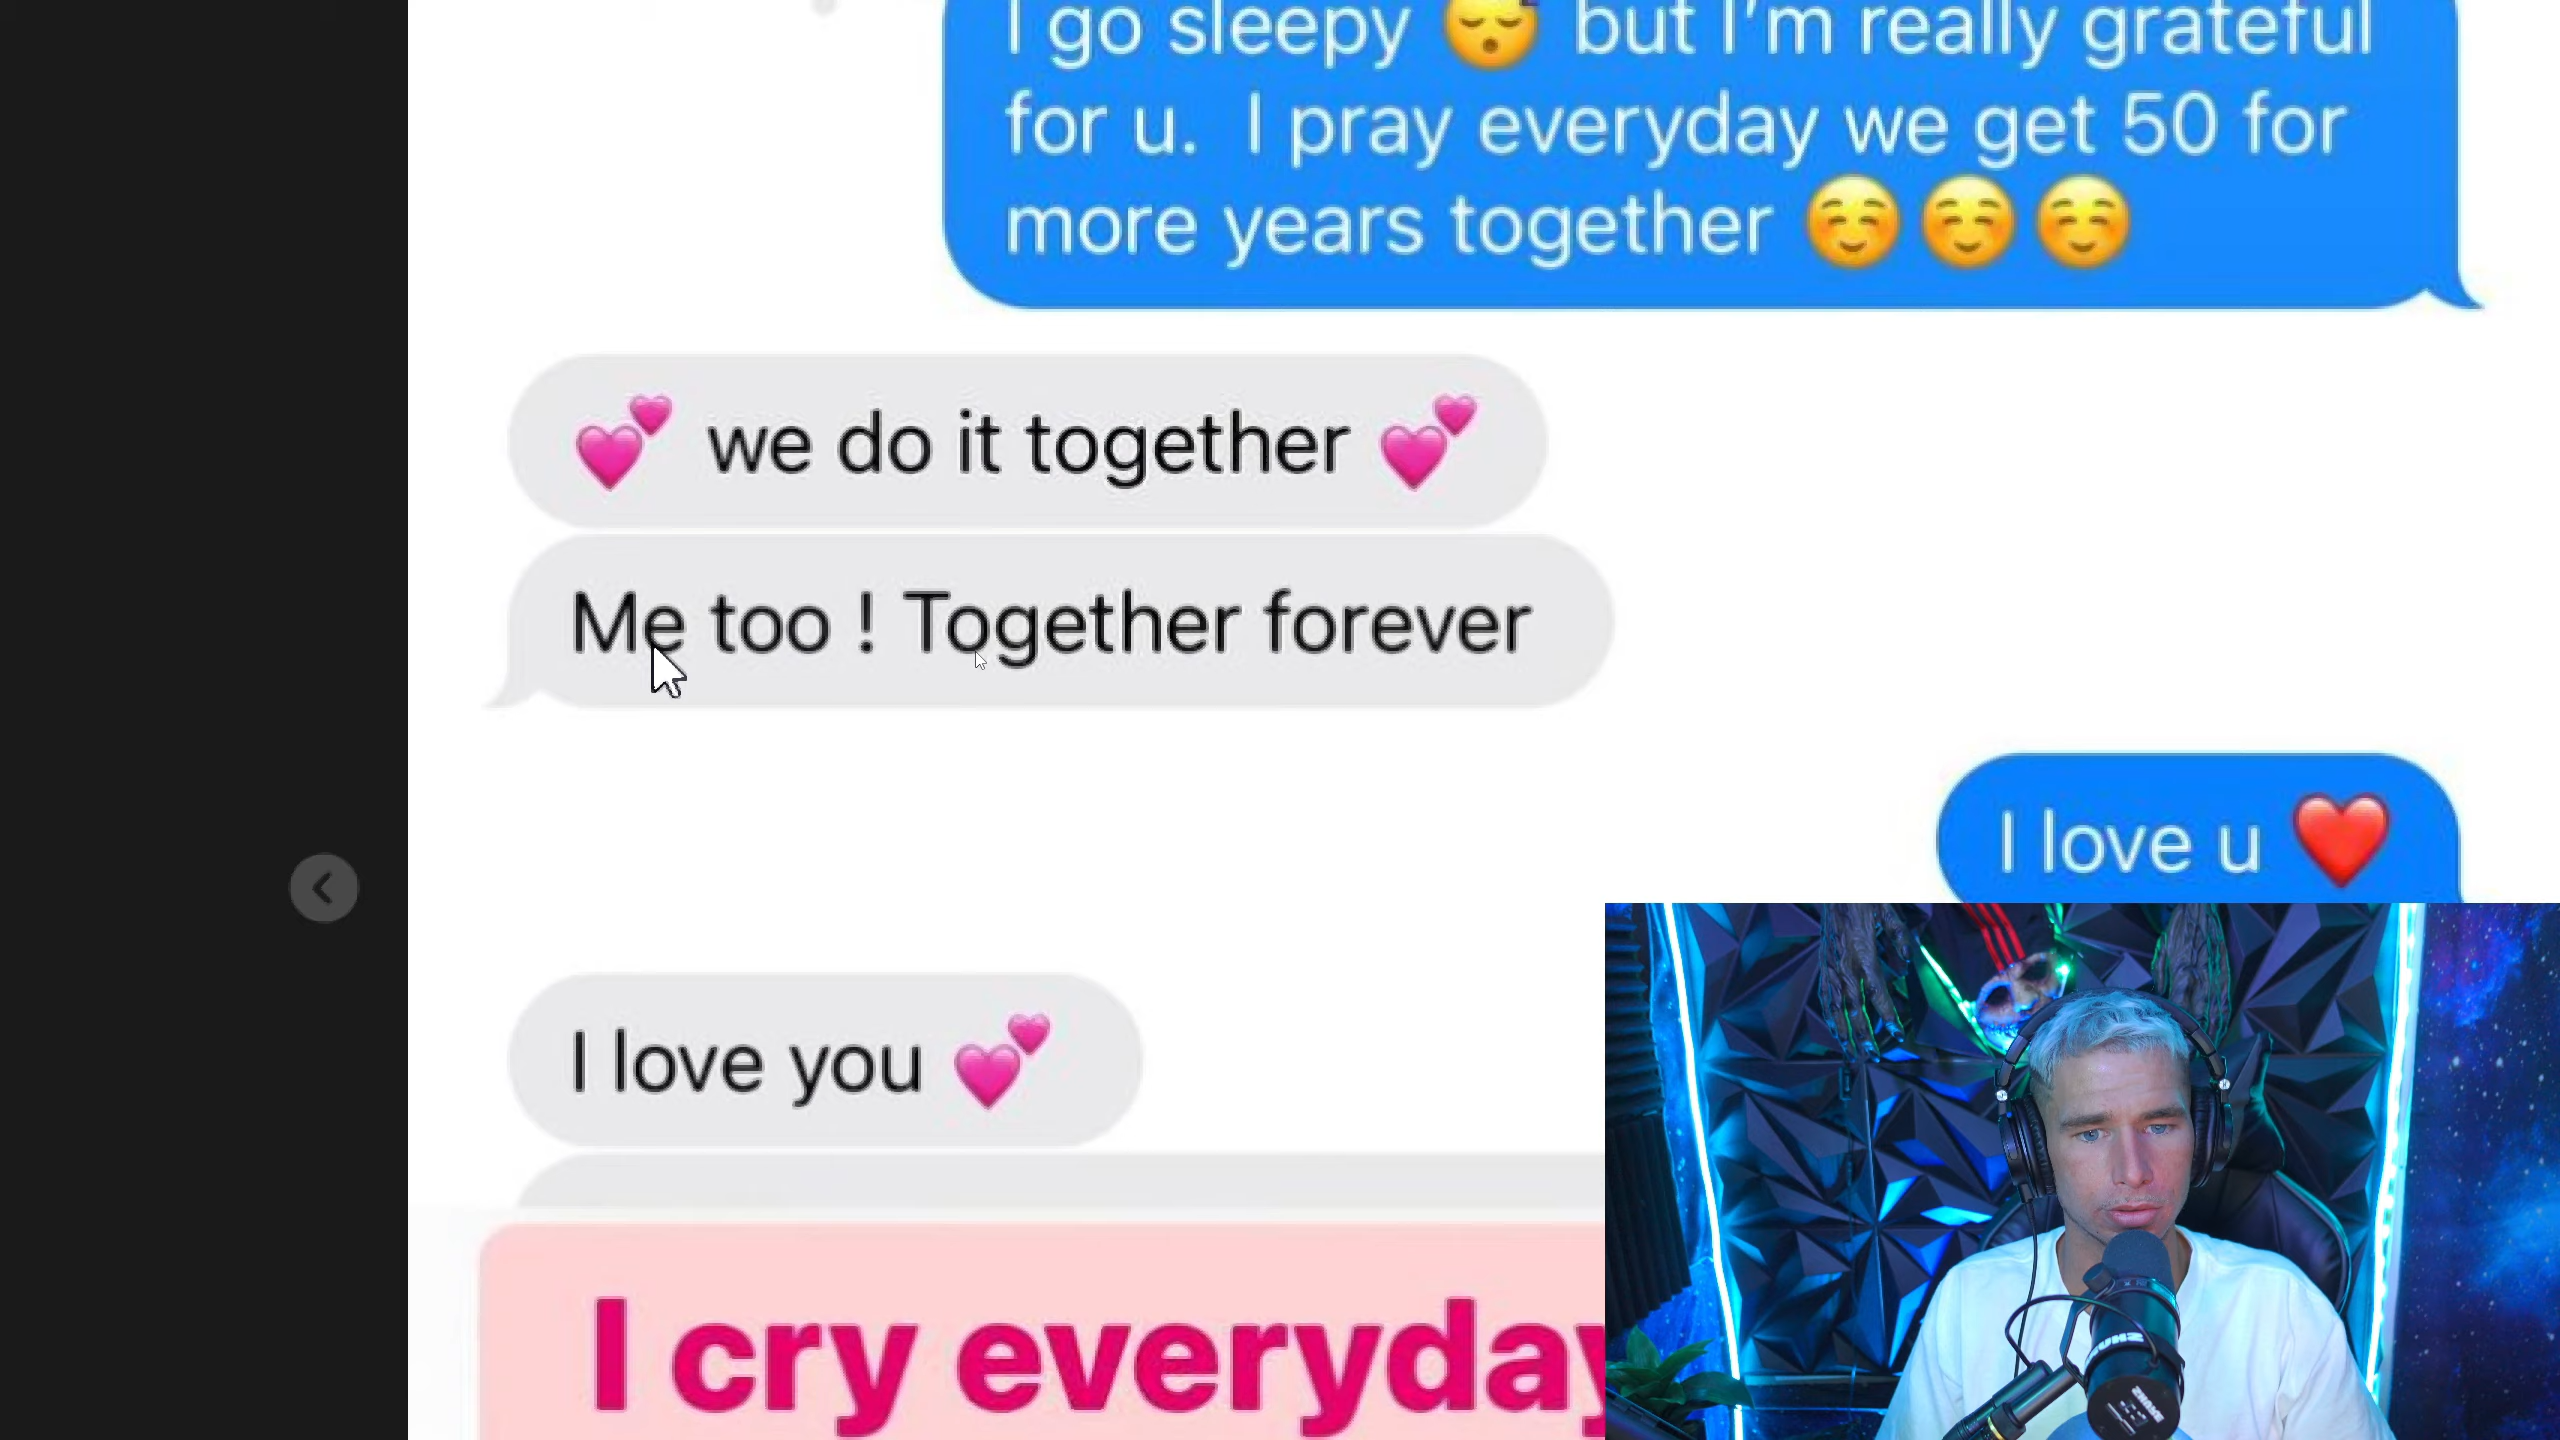 I go sleepy 😴 but I'm really grateful
for u.  I pray everyday we get 50 for
more years together ☺️☺️☺️
💕 we do it together 💕
Me too ! Together forever
I love u ❤️
I love you 💕
I cry everyday